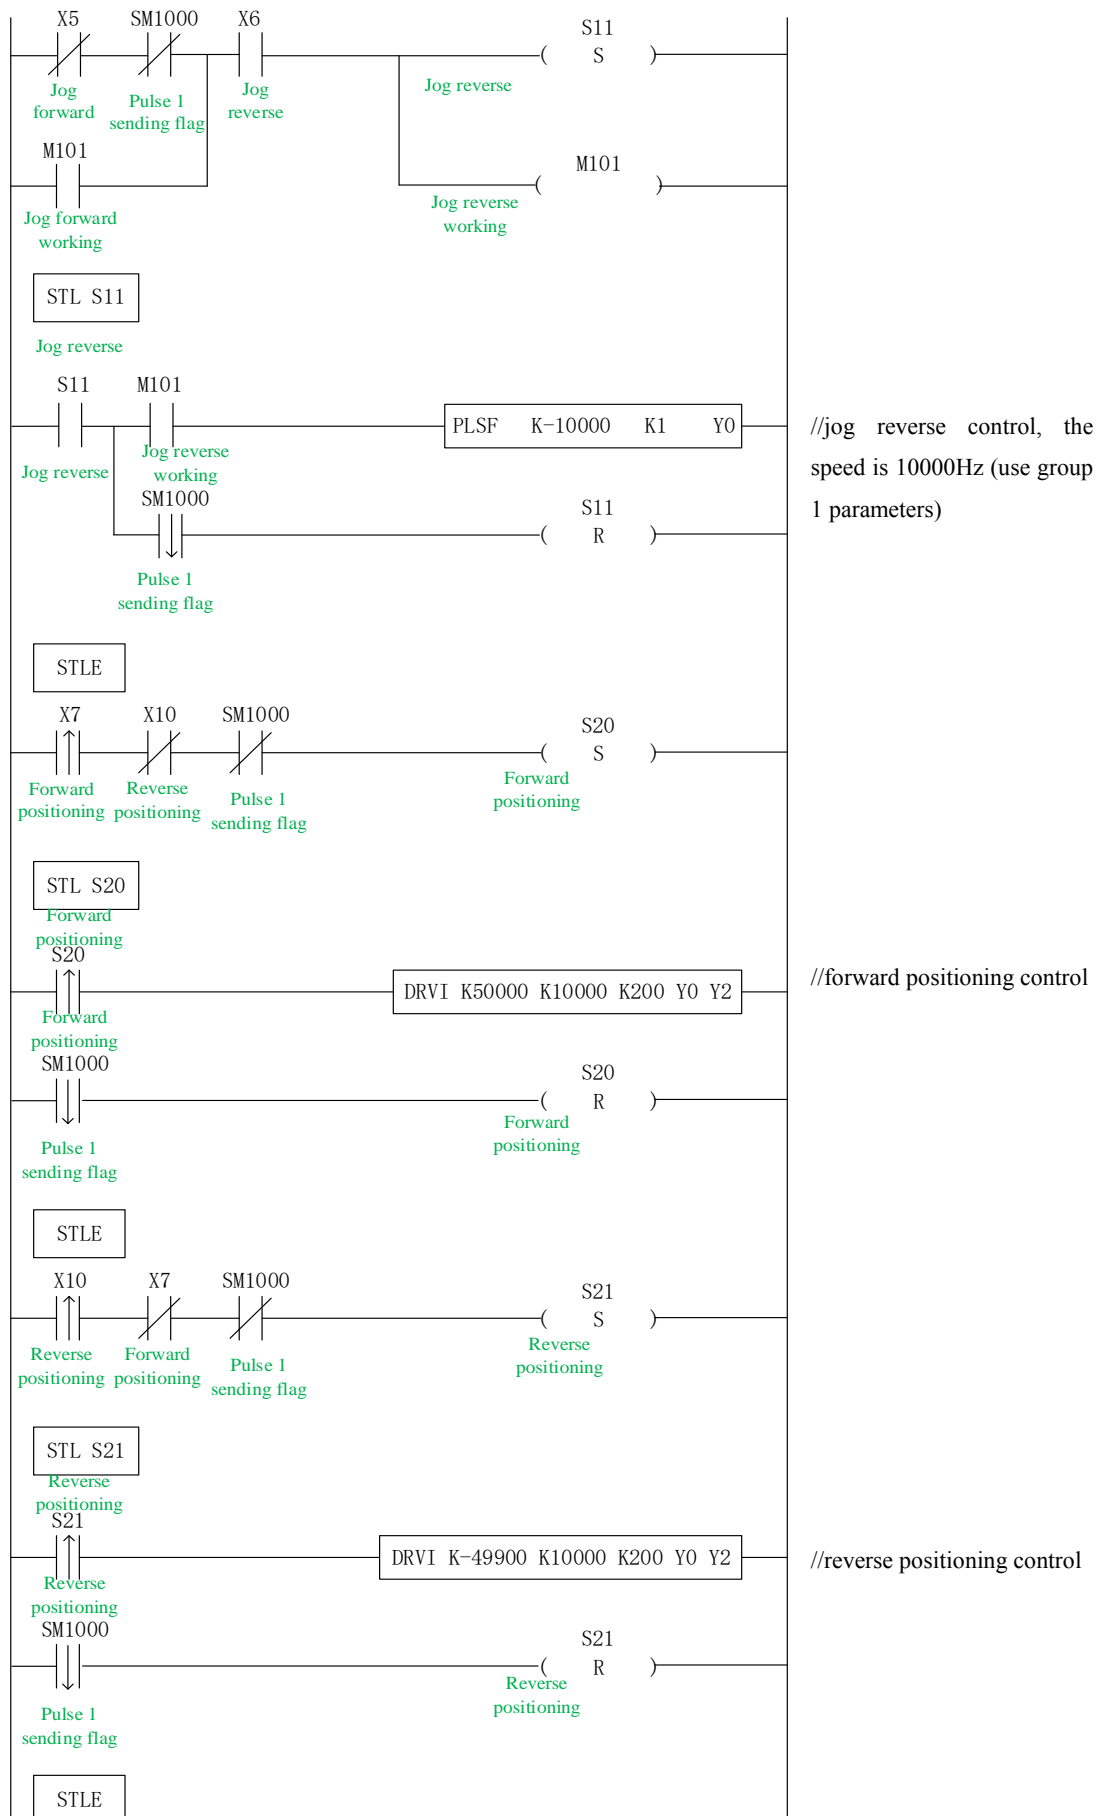 X5 SM1000 X6 S11
( S )
Jog forward Pulse 1 sending flag Jog reverse Jog reverse
M101 M101
( )
Jog forward working Jog reverse working
STL S11
Jog reverse
S11 M101
PLSF K-10000 K1 Y0
//jog reverse control, the
speed is 10000Hz (use group
1 parameters)
Jog reverse Jog reverse working
SM1000 S11
( R )
Pulse 1
sending flag
STLE
X7 X10 SM1000 S20
( S )
Forward positioning Reverse positioning Pulse 1 sending flag Forward positioning
STL S20
Forward
positioning
S20
DRVI K50000 K10000 K200 Y0 Y2
//forward positioning control
Forward
positioning
SM1000 S20
( R )
Pulse 1 sending flag Forward positioning
STLE
X10 X7 SM1000 S21
( S )
Reverse positioning Forward positioning Pulse 1 sending flag Reverse positioning
STL S21
Reverse
positioning
S21
DRVI K-49900 K10000 K200 Y0 Y2
//reverse positioning control
Reverse
positioning
SM1000 S21
( R )
Pulse 1 sending flag Reverse positioning
STLE